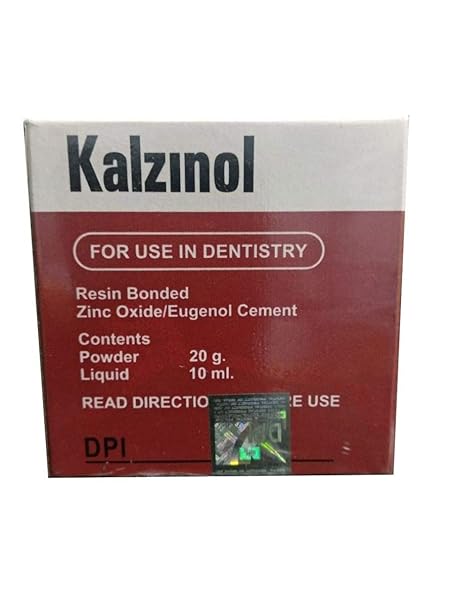 Kalzinol
FOR USE IN DENTISTRY
Resin Bonded
Zinc Oxide/Eugenol Cement
Contents
Powder 20 g.
Liquid 10 ml.
READ USE
DPI